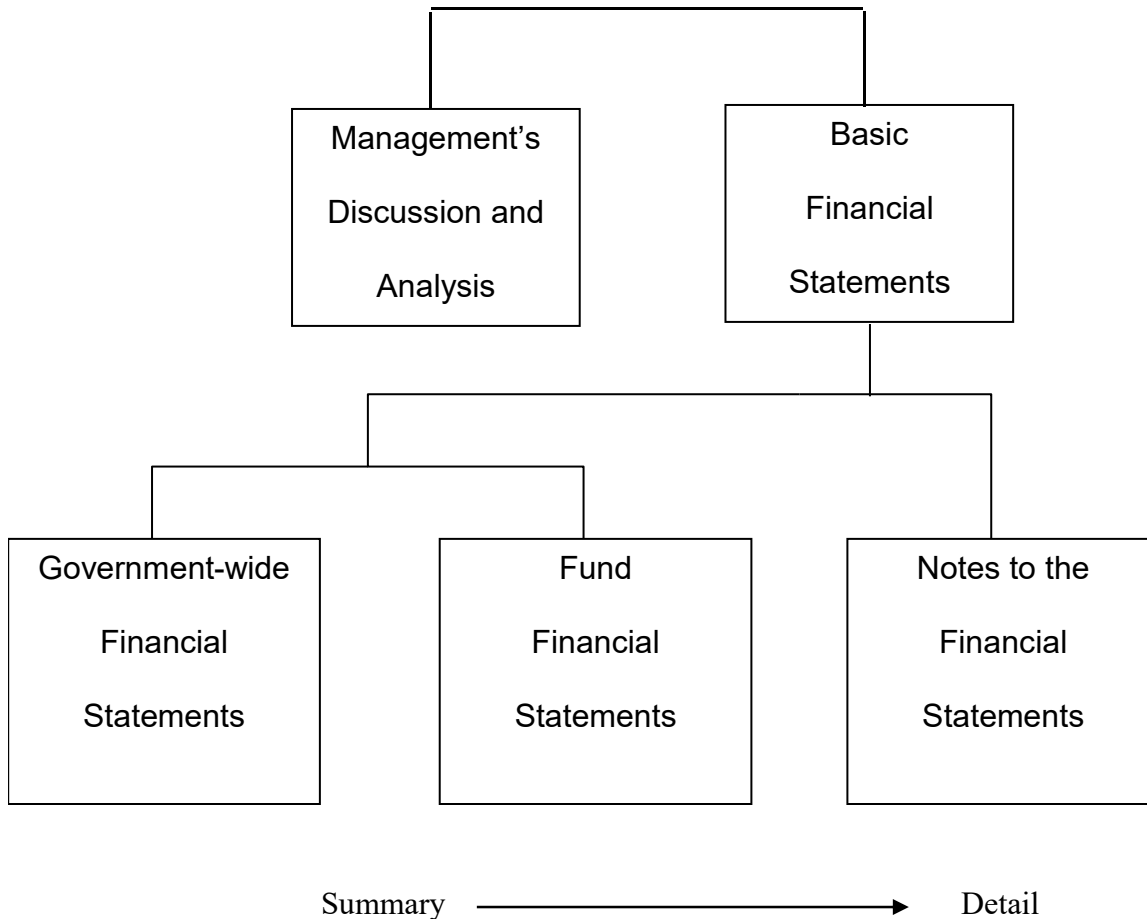 Management’s
Discussion and
Analysis
Basic
Financial
Statements
Government-wide
Financial
Statements
Fund
Financial
Statements
Notes to the
Financial
Statements
Summary
Detail